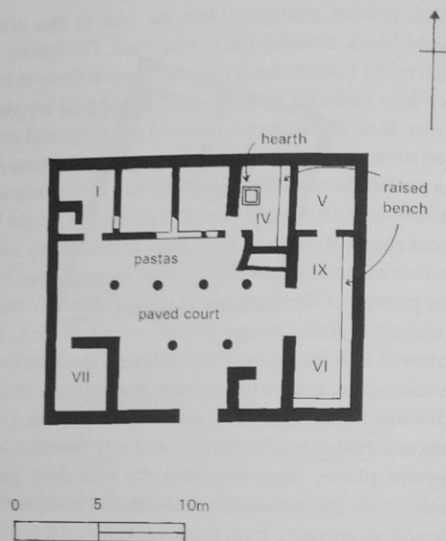 hearth
raised
bench
I
IV
V
pastas
IX
paved court
VII
VI
0 5 10m